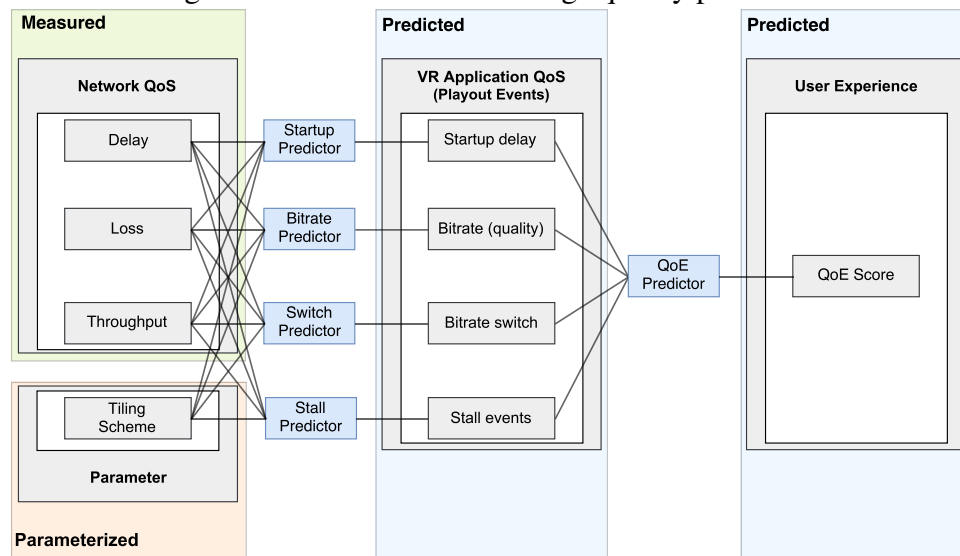 Measured
Predicted
Predicted
Network QoS
VR Application QoS
(Playout Events)
User Experience
Delay
Startup
Predictor
Startup delay
Loss
Bitrate
Predictor
Bitrate (quality)
QoE
Predictor
QoE Score
Throughput
Switch
Predictor
Bitrate switch
Tiling
Scheme
Stall
Predictor
Stall events
Parameter
Parameterized